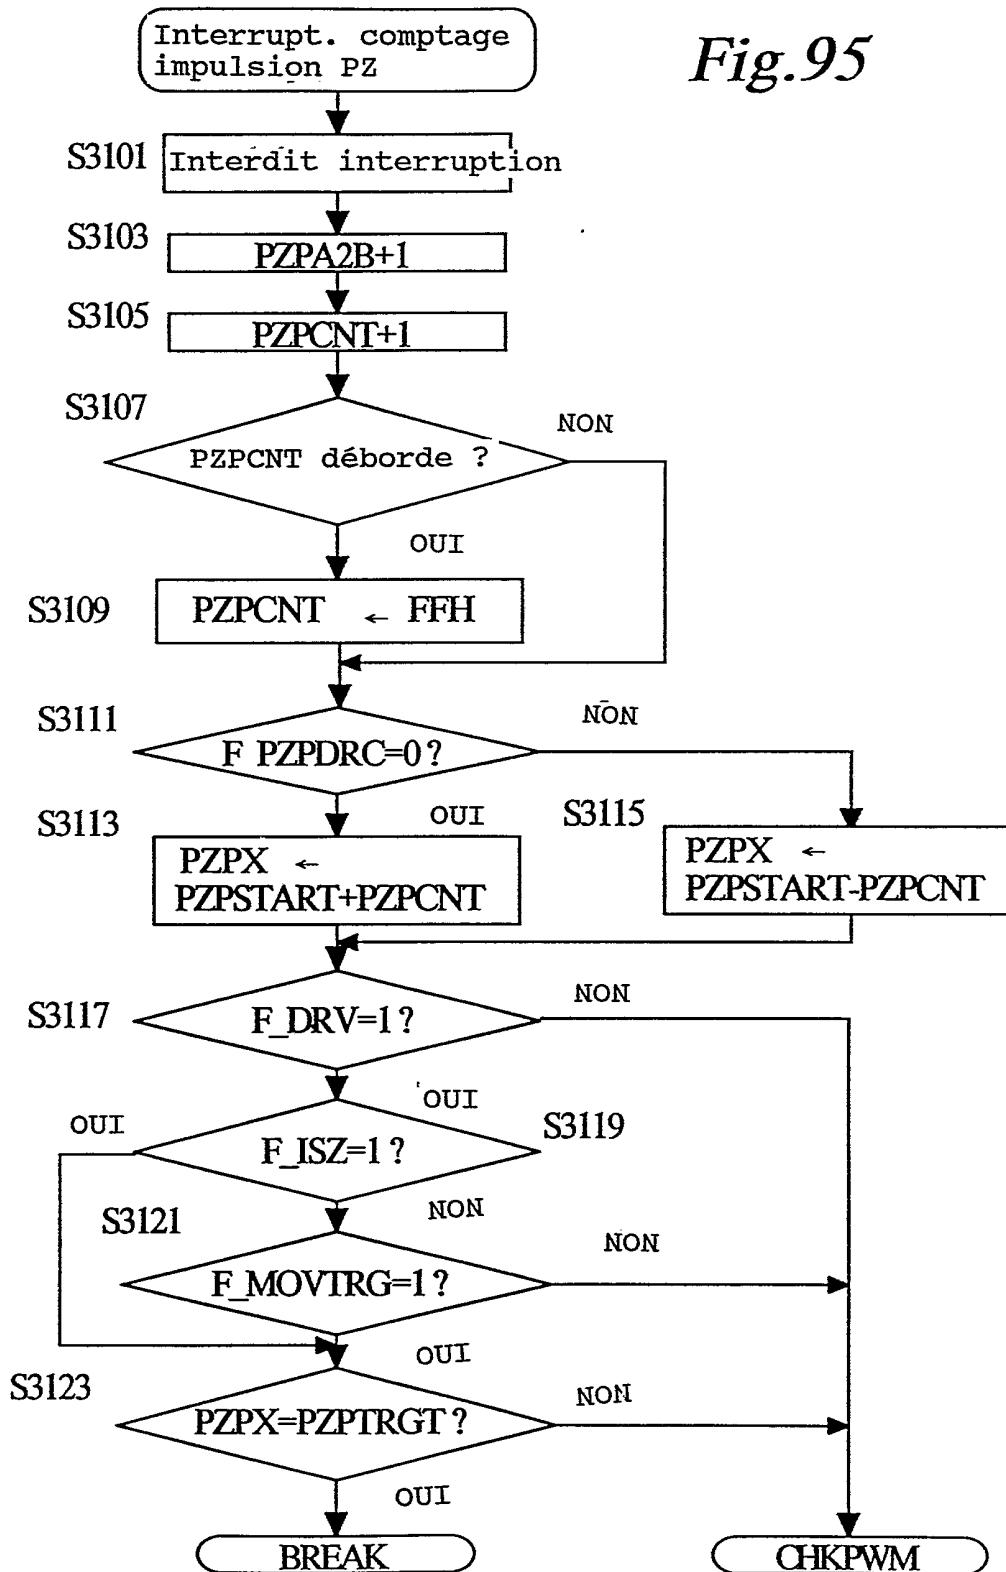 Interrupt. comptage
impulsion PZ
Fig.95
S3101
Interdit interruption
S3103
PZPA2B+1
S3105
PZPCNT+1
S3107
NON
PZPCNT déborde ?
OUI
S3109
PZPCNT ← FFH
S3111
NON
F PZPDRC=0 ?
S3113
OUI
S3115
PZPX ←
PZPSTART+PZPCNT
PZPX ←
PZPSTART-PZPCNT
S3117
NON
F_DRV=1 ?
OUI
OUI
S3119
F_ISZ=1 ?
S3121
NON
NON
F_MOVTRG=1 ?
OUI
S3123
NON
PZPX=PZPTRGT ?
OUI
BREAK
CHKPWM